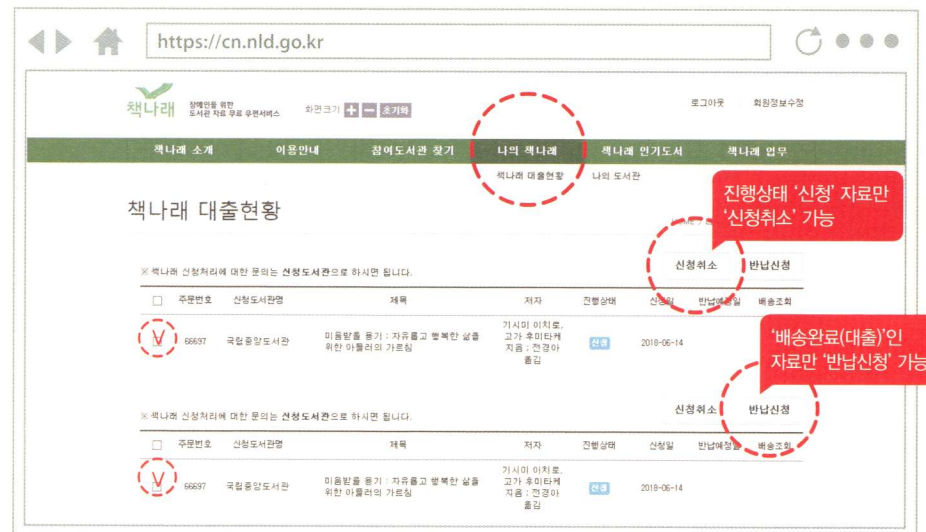 https://cn.nld.go.kr
책나래 장애인을 위한
도서관 자료 무료 우편서비스
화면크기 + − 초기화
로그아웃 회원정보수정
책나래 소개 이용안내 참여도서관 찾기 나의 책나래 책나래 인기도서 책나래 업무
책나래 대출현황 나의 도서관
진행상태 ‘신청’ 자료만
‘신청취소’ 가능
책나래 대출현황
신청취소 반납신청
※ 책나래 신청처리에 대한 문의는 신청도서관으로 하시면 됩니다.
주문번호 신청도서관명 제목 저자 진행상태 신청일 반납예정일 배송조회
V 66697 국립중앙도서관 미움받을 용기 : 자유롭고 행복한 삶을
위한 아들러의 가르침
기시미 이치로,
고가 후미타케
지음 ; 전경아
옮김
신청 2018-06-14
‘배송완료(대출)’인
자료만 ‘반납신청’ 가능
신청취소 반납신청
※ 책나래 신청처리에 대한 문의는 신청도서관으로 하시면 됩니다.
주문번호 신청도서관명 제목 저자 진행상태 신청일 반납예정일 배송조회
V 66697 국립중앙도서관 미움받을 용기 : 자유롭고 행복한 삶을
위한 아들러의 가르침
기시미 이치로,
고가 후미타케
지음 ; 전경아
옮김
신청 2018-06-14